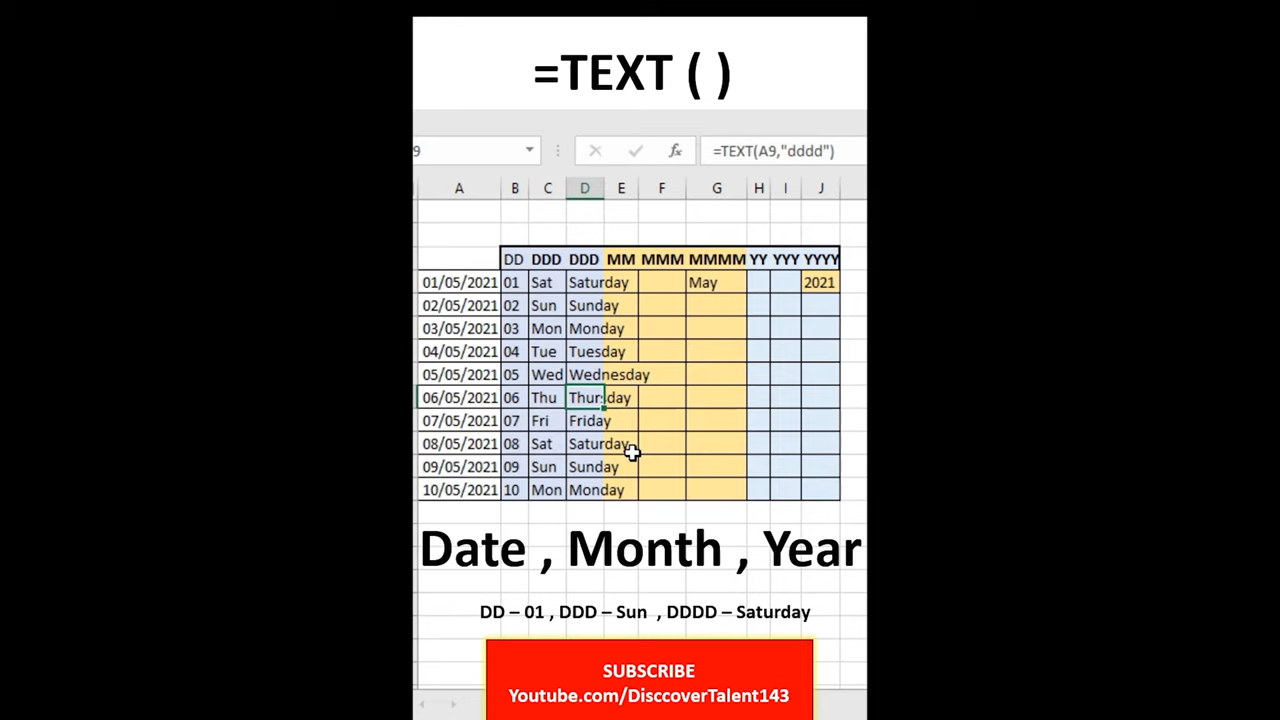 =TEXT ( )
9 =TEXT(A9,"dddd")
A B C D E F G H I J
DD DDD DDD MM MMM MMMM YY YYY YYYY
01/05/2021 01 Sat Saturday May 2021
02/05/2021 02 Sun Sunday
03/05/2021 03 Mon Monday
04/05/2021 04 Tue Tuesday
05/05/2021 05 Wed Wednesday
06/05/2021 06 Thu Thursday
07/05/2021 07 Fri Friday
08/05/2021 08 Sat Saturday
09/05/2021 09 Sun Sunday
10/05/2021 10 Mon Monday
Date , Month , Year
DD – 01 , DDD – Sun , DDDD – Saturday
SUBSCRIBE
Youtube.com/DisccoverTalent143